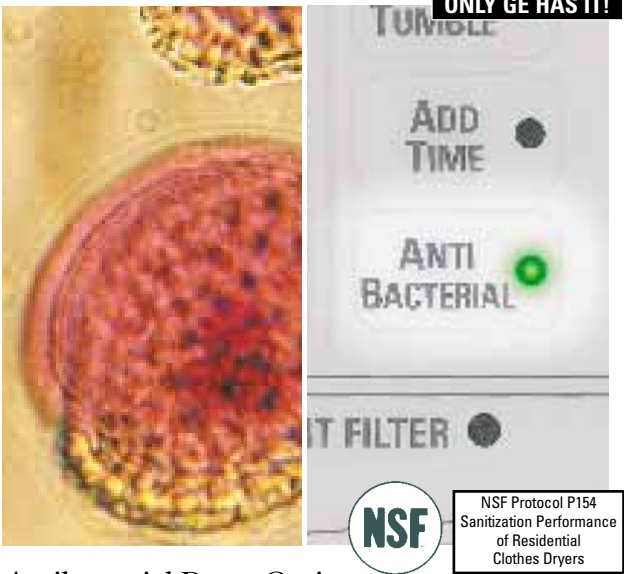 ONLY GE HAS IT!
TUMBLE
ADD
TIME
ANTI
BACTERIAL
FILTER
NSF
NSF Protocol P154
Sanitization Performance
of Residential
Clothes Dryers